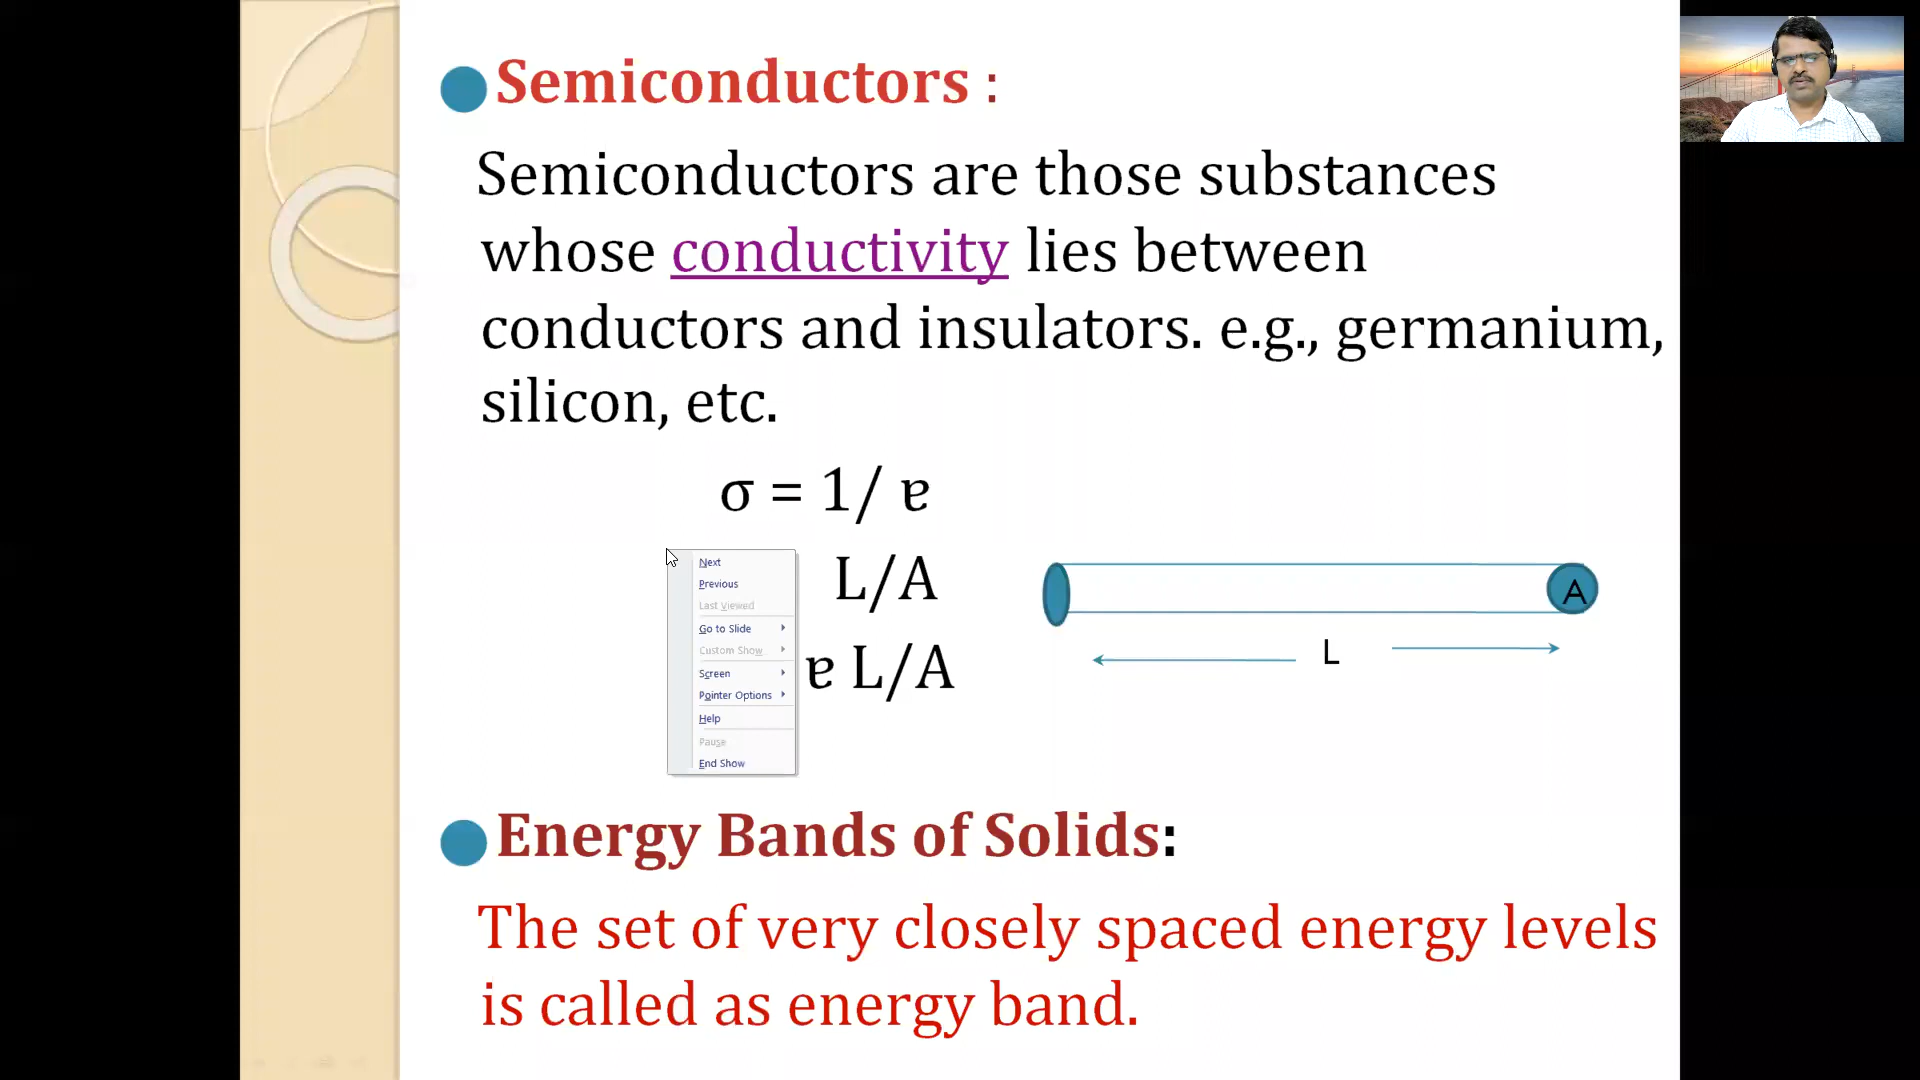 Semiconductors :
Semiconductors are those substances
whose conductivity lies between
conductors and insulators. e.g., germanium,
silicon, etc.
σ = 1/ ɐ
L/A
ɐ L/A
Next
Previous
Last Viewed
Go to Slide
Custom Show
Screen
Pointer Options
Help
Pause
End Show
A
L
Energy Bands of Solids:
The set of very closely spaced energy levels
is called as energy band.